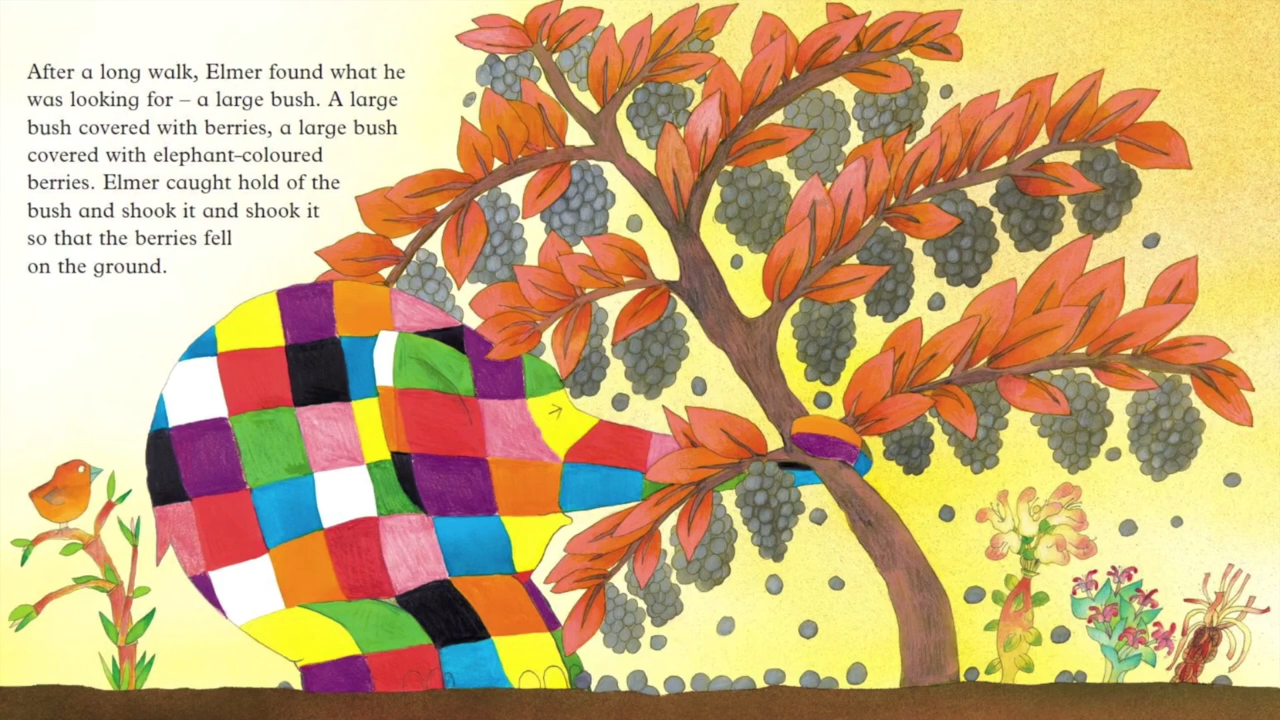 After a long walk, Elmer found what he
was looking for – a large bush. A large
bush covered with berries, a large bush
covered with elephant-coloured
berries. Elmer caught hold of the
bush and shook it and shook it
so that the berries fell
on the ground.